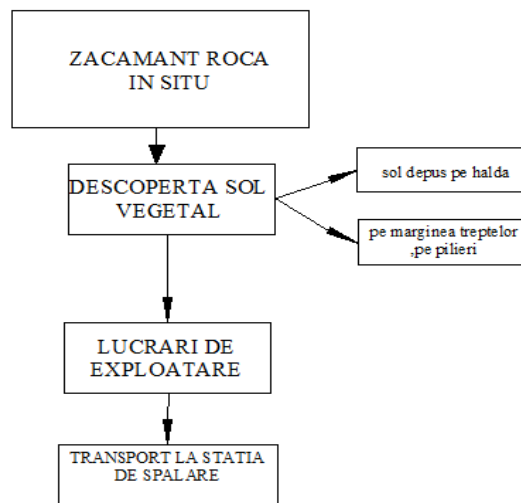 ZACAMANT ROCA
IN SITU
DESCOPERTA SOL
VEGETAL
sol depus pe halda
pe marginea treptelor
,pe pilieri
LUCRARI DE
EXPLOATARE
TRANSPORT LA STATIA
DE SPALARE